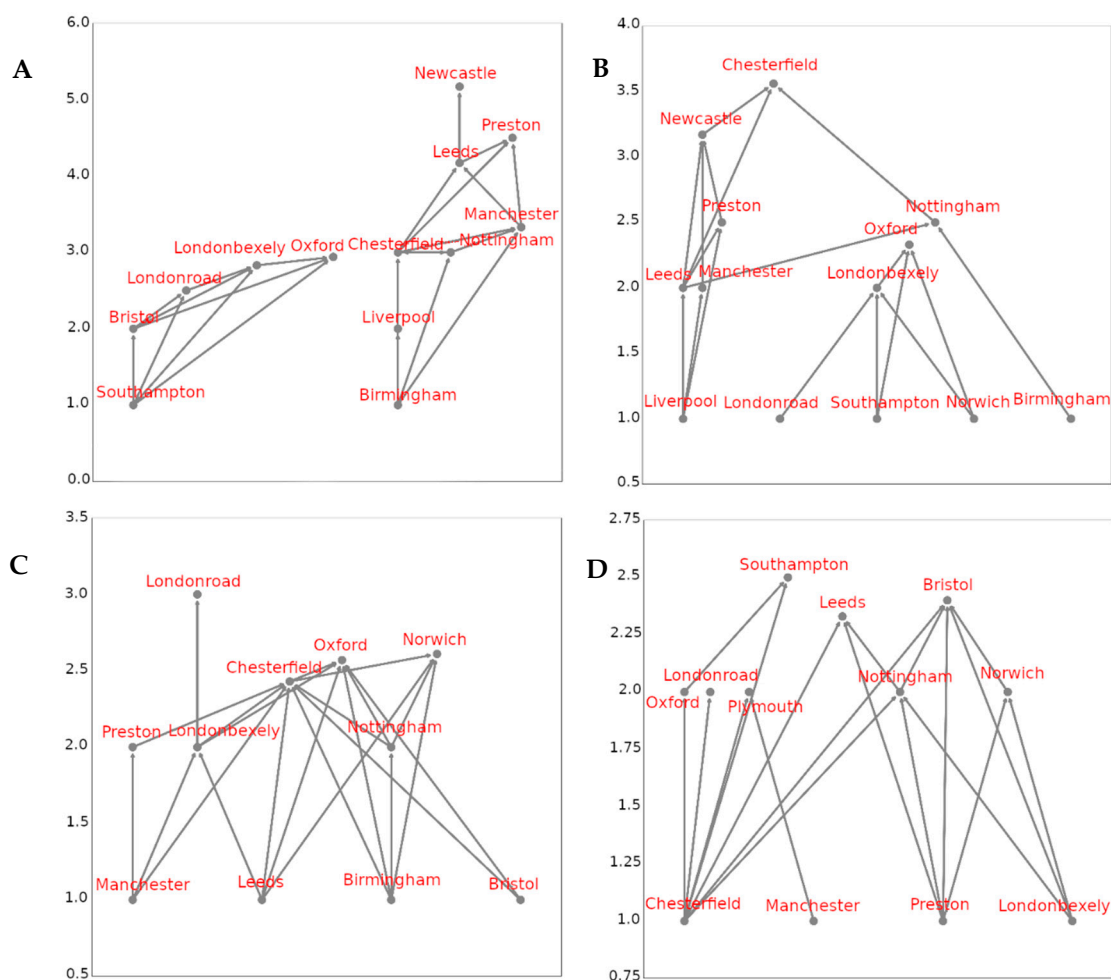 A
6.0
5.0
4.0
3.0
2.0
1.0
0.0
Newcastle
Preston
Leeds
Manchester
Londonbexely
Oxford
Chesterfield
Nottingham
Londonroad
Bristol
Liverpool
Southampton
Birmingham
B
4.0
3.5
3.0
2.5
2.0
1.5
1.0
0.5
Chesterfield
Newcastle
Preston
Nottingham
Oxford
Leeds
Manchester
Londonbexely
Liverpool
Londonroad
Southampton
Norwich
Birmingham
C
3.5
3.0
2.5
2.0
1.5
1.0
0.5
Londonroad
Oxford
Norwich
Chesterfield
Preston
Londonbexely
Nottingham
Manchester
Leeds
Birmingham
Bristol
D
2.75
2.5
2.25
2.0
1.75
1.5
1.25
1.0
0.75
Southampton
Bristol
Leeds
Londonroad
Nottingham
Norwich
Oxford
Plymouth
Chesterfield
Manchester
Preston
Londonbexely